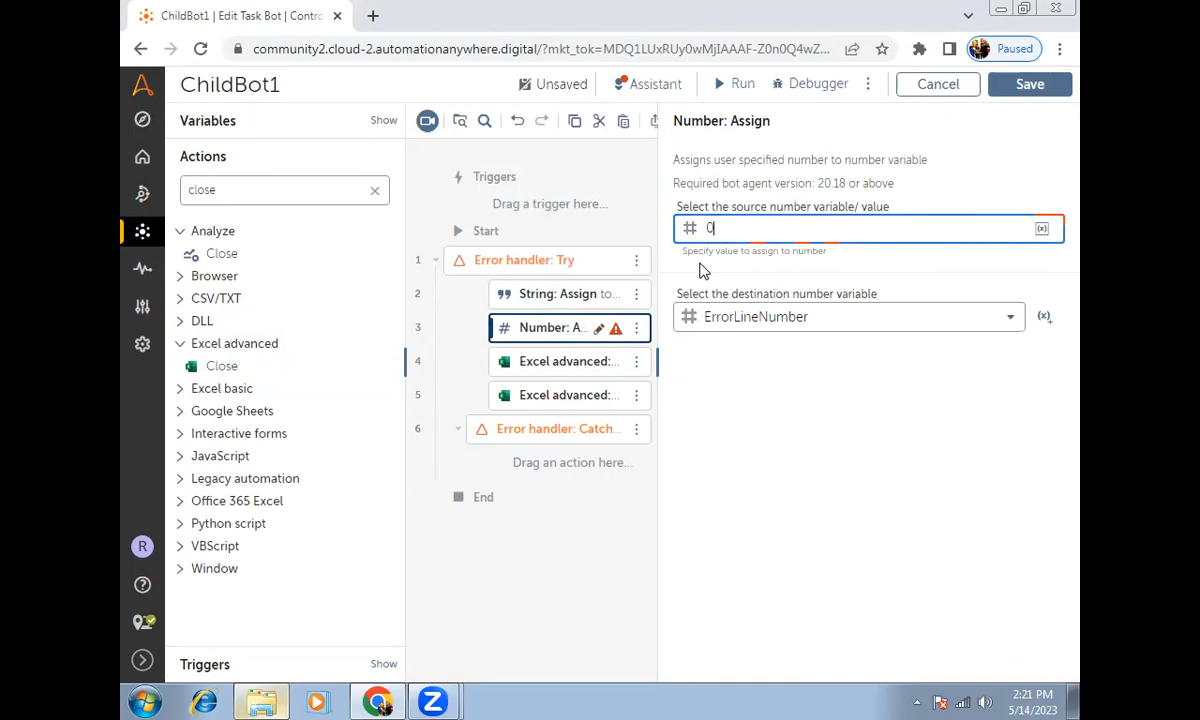 ChildBot1 | Edit Task Bot | Contro
community2.cloud-2.automationanywhere.digital/?mkt_tok=MDQ1LUxRUy0wMjIAAAF-Z0n0Q4wZ...
Paused
ChildBot1
Unsaved
Assistant
Run
Debugger
Cancel
Save
Variables
Show
Actions
close
Analyze
Close
Browser
CSV/TXT
DLL
Excel advanced
Close
Excel basic
Google Sheets
Interactive forms
JavaScript
Legacy automation
Office 365 Excel
Python script
VBScript
Window
Triggers
Show
R
Triggers
Drag a trigger here...
Start
1 Error handler: Try
2 String: Assign to...
3 Number: A...
4 Excel advanced:...
5 Excel advanced:...
6 Error handler: Catch...
Drag an action here...
End
Number: Assign
Assigns user specified number to number variable
Required bot agent version: 20.18 or above
Select the source number variable/ value
0
(x)
Specify value to assign to number
Select the destination number variable
ErrorLineNumber
(x)+
2:21 PM
5/14/2023